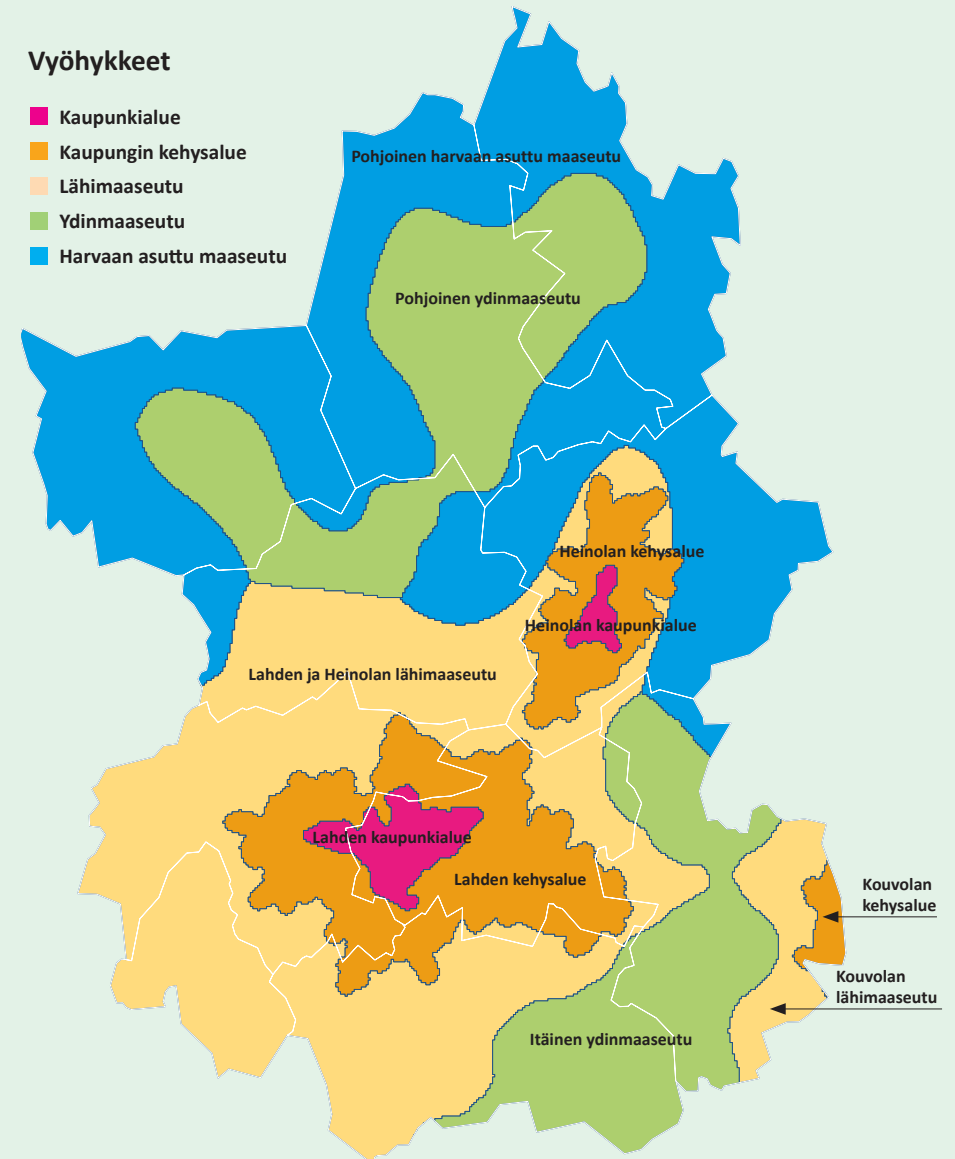 Vyöhykkeet
Kaupunkialue
Kaupungin kehysalue
Lähimaaseutu
Ydinmaaseutu
Harvaan asuttu maaseutu
Pohjoinen harvaan asuttu maaseutu
Pohjoinen ydinmaaseutu
Heinolan kehysalue
Heinolan kaupunkialue
Lahden ja Heinolan lähimaaseutu
Lahden kaupunkialue
Lahden kehysalue
Kouvolan
kehysalue
Kouvolan
lähimaaseutu
Itäinen ydinmaaseutu